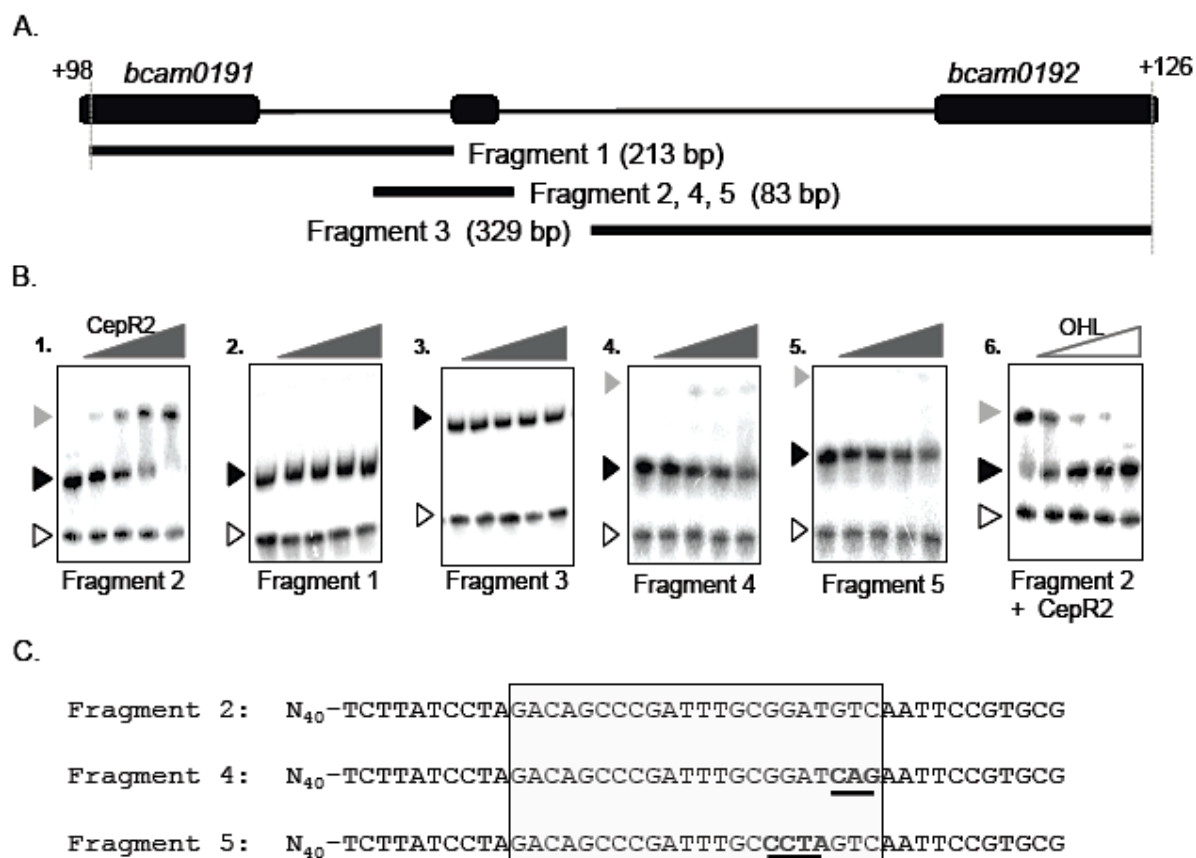 A.
+98 bcam0191 bcam0192 +126
Fragment 1 (213 bp)
Fragment 2, 4, 5 (83 bp)
Fragment 3 (329 bp)
B.
1. CepR2 2. 3. 4. 5. 6. OHL
Fragment 2 Fragment 1 Fragment 3 Fragment 4 Fragment 5 Fragment 2
+ CepR2
C.
Fragment 2: N40-TCTTATCCTAGACAGCCCGATTTGCGGATGTCAATTCCGTGCG
Fragment 4: N40-TCTTATCCTAGACAGCCCGATTTGCGGATCAGAATTCCGTGCG
Fragment 5: N40-TCTTATCCTAGACAGCCCGATTTGCCCTAGTCAATTCCGTGCG